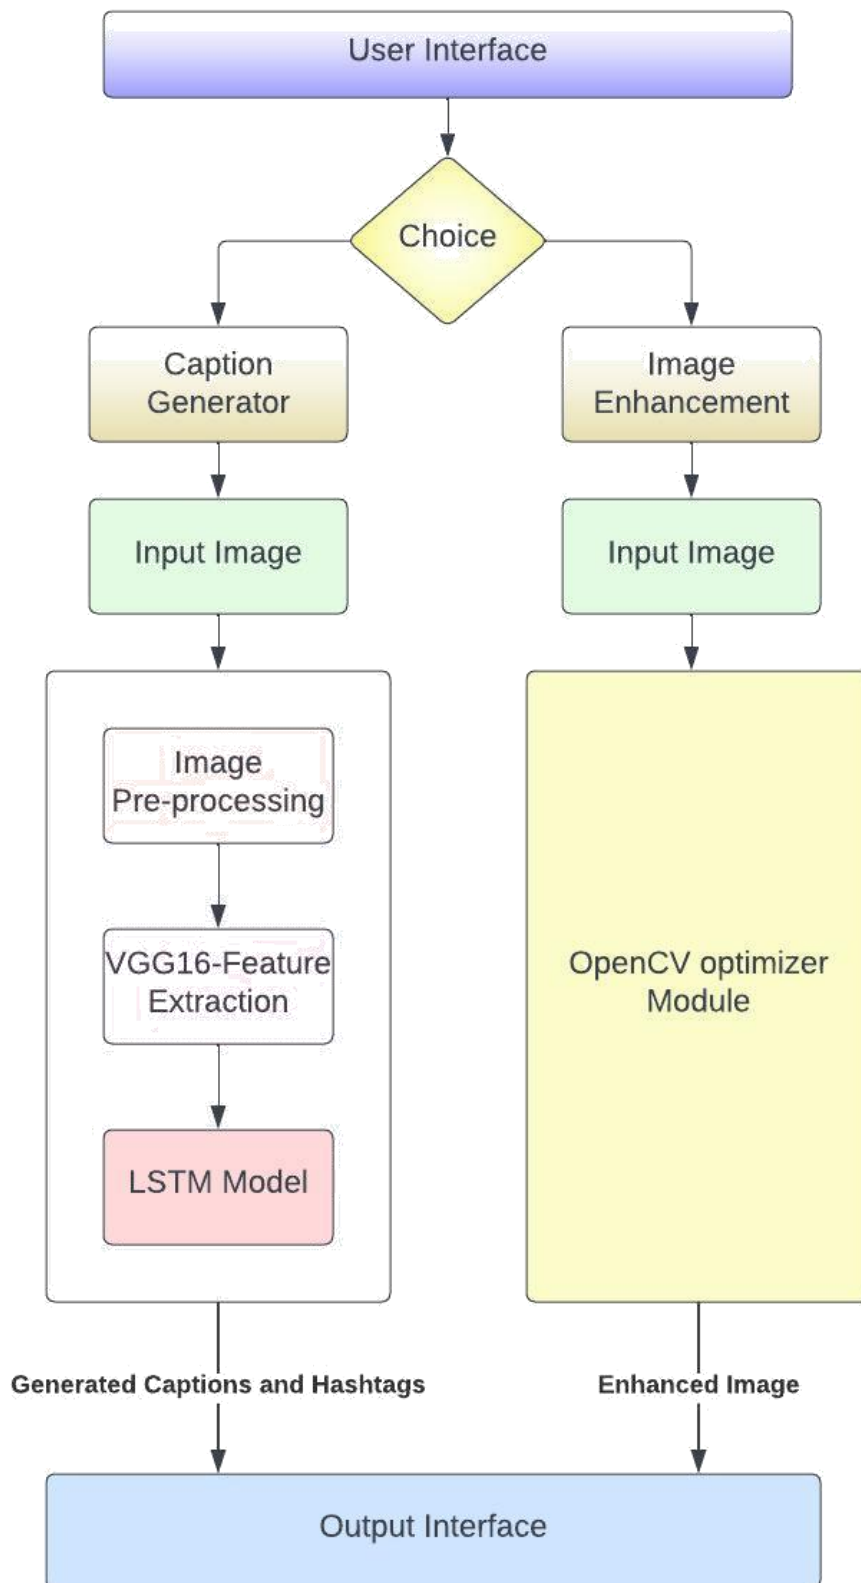 User Interface
Choice
Caption
Generator
Image
Enhancement
Input Image
Input Image
Image
Pre-processing
VGG16-Feature
Extraction
LSTM Model
OpenCV optimizer
Module
Generated Captions and Hashtags
Enhanced Image
Output Interface